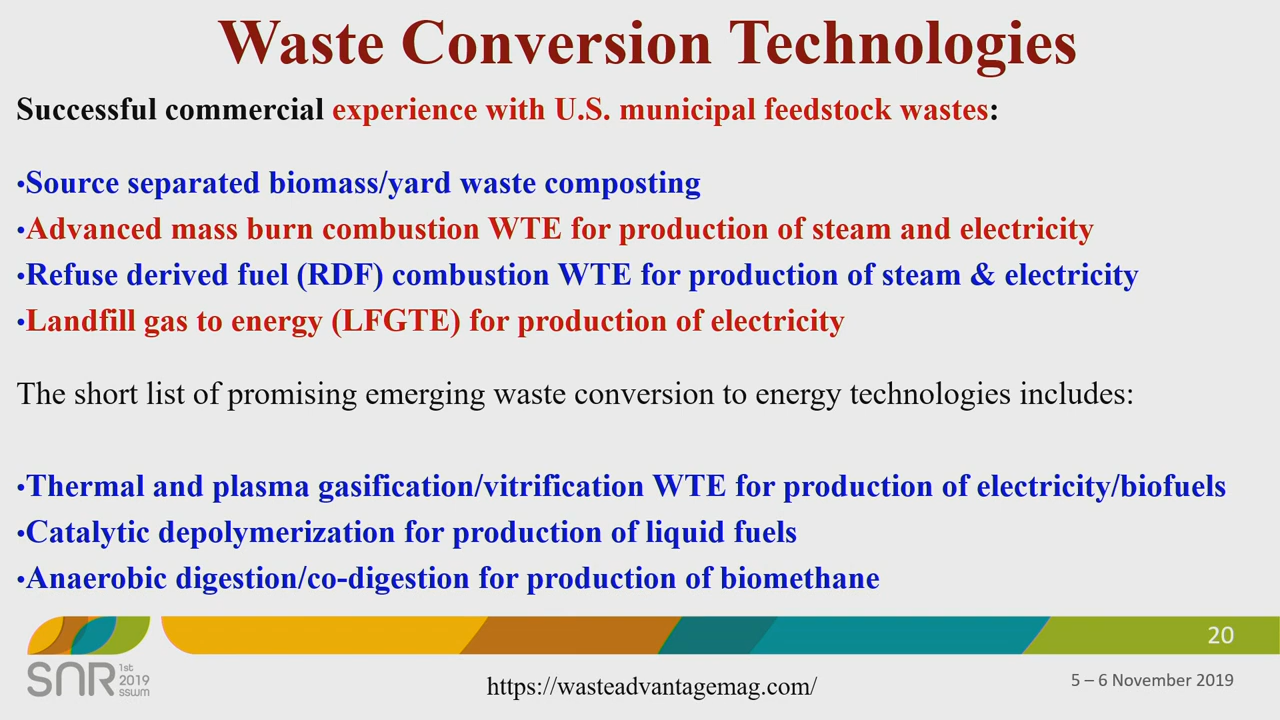 Waste Conversion Technologies
Successful commercial experience with U.S. municipal feedstock wastes:
•Source separated biomass/yard waste composting
•Advanced mass burn combustion WTE for production of steam and electricity
•Refuse derived fuel (RDF) combustion WTE for production of steam & electricity
•Landfill gas to energy (LFGTE) for production of electricity
The short list of promising emerging waste conversion to energy technologies includes:
•Thermal and plasma gasification/vitrification WTE for production of electricity/biofuels
•Catalytic depolymerization for production of liquid fuels
•Anaerobic digestion/co-digestion for production of biomethane
20
SNR
1st
2019
sswm
https://wasteadvantagemag.com/
5 – 6 November 2019